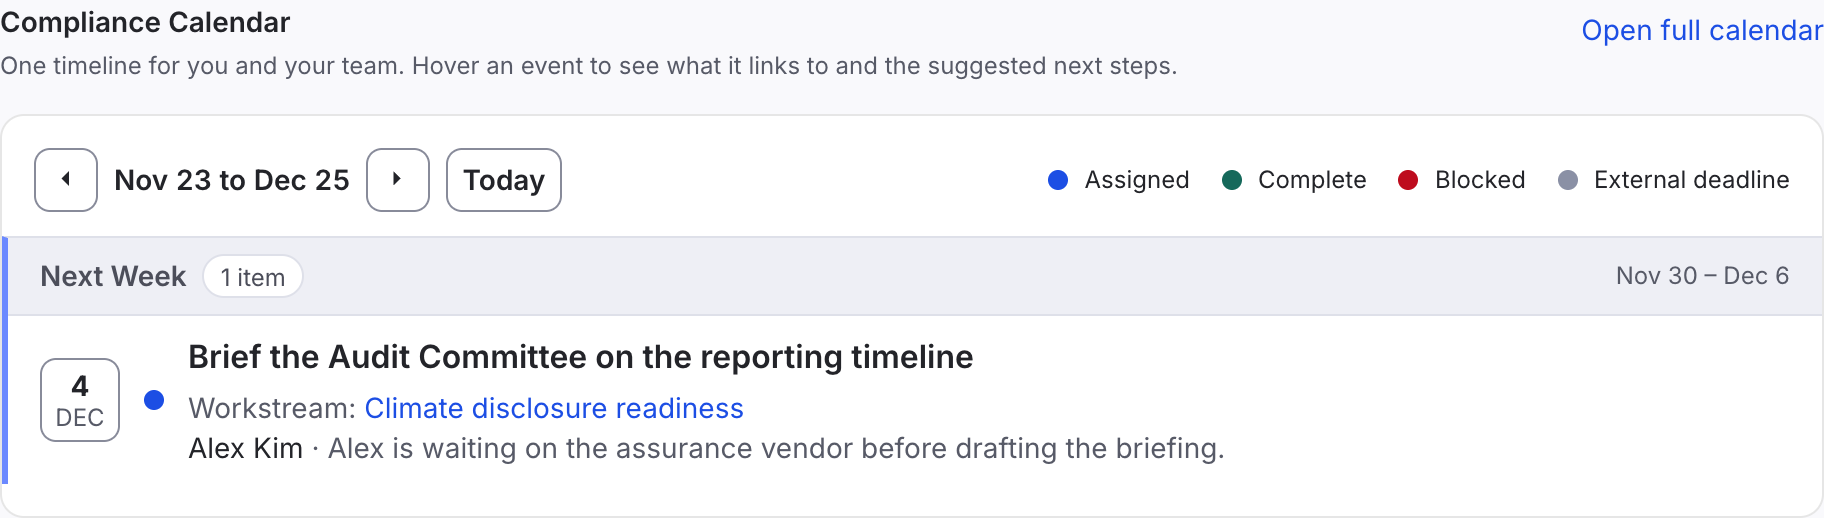 Compliance Calendar
Open full calendar
One timeline for you and your team. Hover an event to see what it links to and the suggested next steps.
Nov 23 to Dec 25
Today
Assigned
Complete
Blocked
External deadline
Next Week
1 item
Nov 30 – Dec 6
4
DEC
Brief the Audit Committee on the reporting timeline
Workstream: Climate disclosure readiness
Alex Kim · Alex is waiting on the assurance vendor before drafting the briefing.